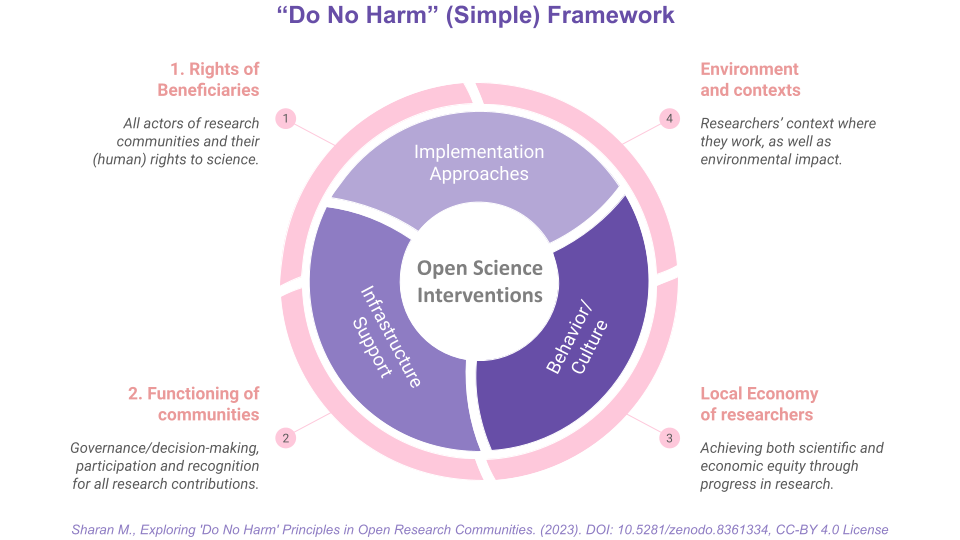 “Do No Harm” (Simple) Framework
1. Rights of
Beneficiaries
All actors of research
communities and their
(human) rights to science.
1
Environment
and contexts
Researchers’ context where
they work, as well as
environmental impact.
4
Implementation
Approaches
Open Science
Interventions
Infrastructure
Support
Behavior/
Culture
2. Functioning of
communities
Governance/decision-making,
participation and recognition
for all research contributions.
2
Local Economy
of researchers
Achieving both scientific and
economic equity through
progress in research.
3
Sharan M., Exploring 'Do No Harm' Principles in Open Research Communities. (2023). DOI: 10.5281/zenodo.8361334, CC-BY 4.0 License